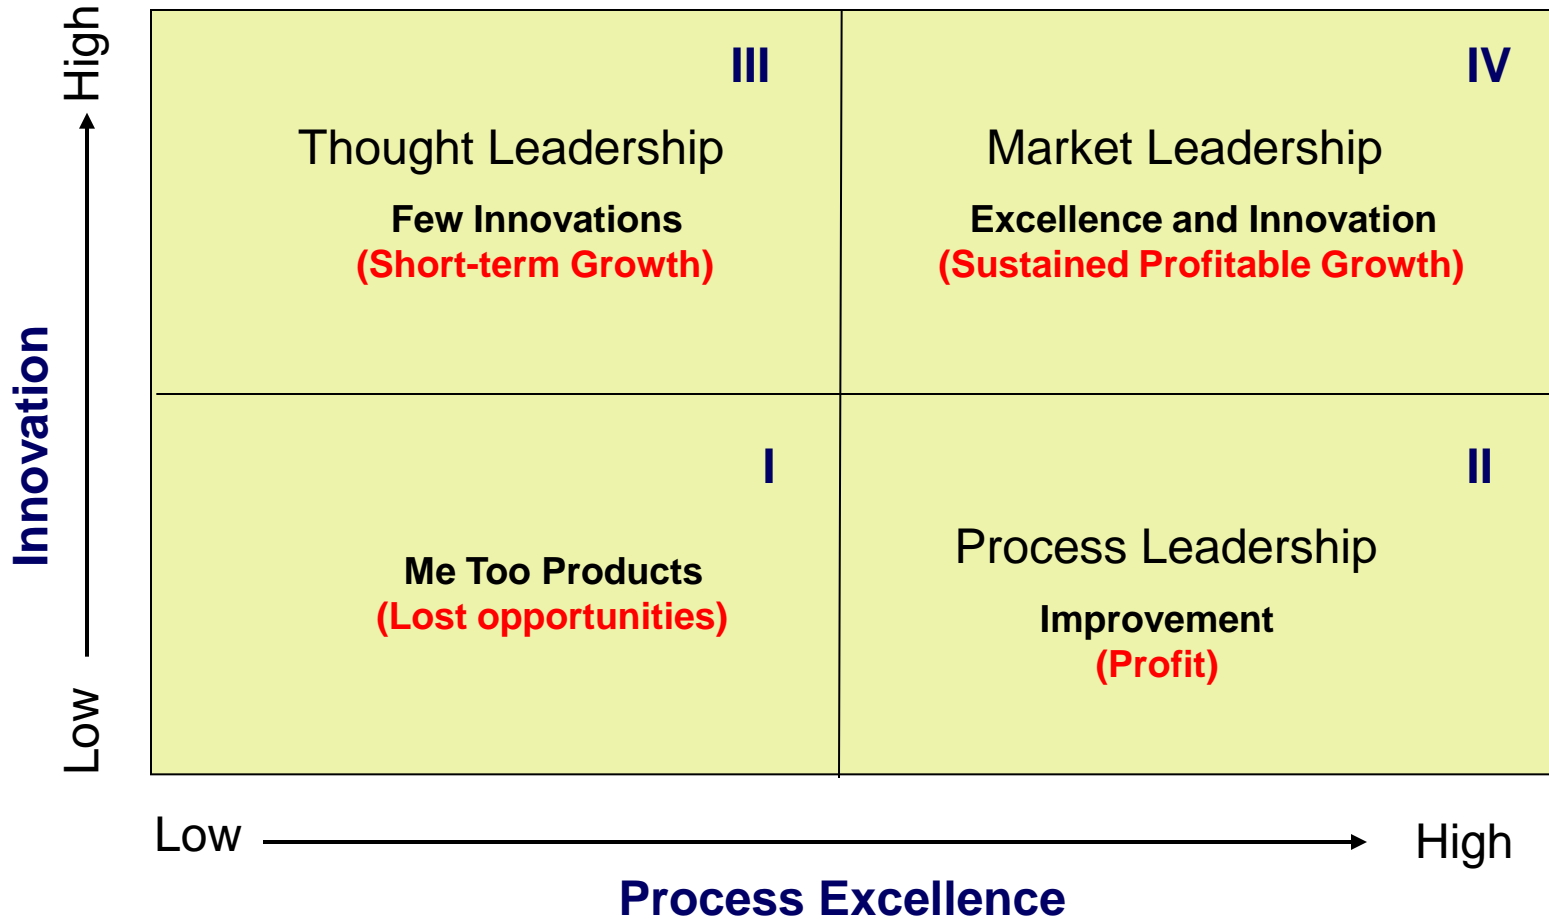 High
Innovation
Low
III
Thought Leadership
Few Innovations
(Short-term Growth)
IV
Market Leadership
Excellence and Innovation
(Sustained Profitable Growth)
I
Me Too Products
(Lost opportunities)
II
Process Leadership
Improvement
(Profit)
Low
High
Process Excellence